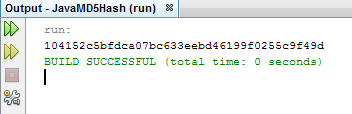 Output - JavaMD5Hash (run)
run:
104152c5bfdca07bc633eebd46199f0255c9f49d
BUILD SUCCESSFUL (total time: 0 seconds)